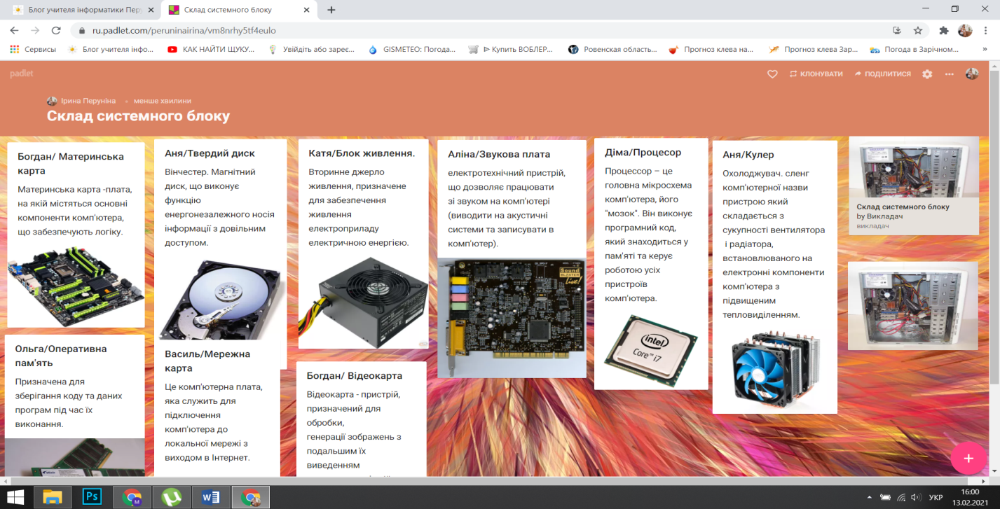 Блог учителя інформатики Перу
Склад системного блоку
ru.padlet.com/peruninairina/vm8nrhy5tf4eulo
Сервисы
Блог учителя інфо...
КАК НАЙТИ ЩУКУ...
Увійдіть або зареє...
GISMETEO: Погода...
ᐉ Купить ВОБЛЕР...
Ровенская область...
Прогноз клева на...
Прогноз клева Зар...
Погода в Зарічном...
padlet
КЛОНУВАТИ
ПОДІЛИТИСЯ
Ірина Перуніна • менше хвилини
Склад системного блоку
Богдан/ Материнська
карта
Материнська карта -плата,
на якій містяться основні
компоненти комп'ютера,
що забезпечують логіку.
Ольга/Оперативна
пам'ять
Призначена для
зберігання коду та даних
програм під час їх
виконання.
Аня/Твердий диск
Вінчестер. Магнітний
диск, що виконує
функцію
енергонезалежного носія
інформації з довільним
доступом.
Василь/Мережна
карта
Це комп'ютерна плата,
яка служить для
підключення
комп'ютера до
локальної мережі з
виходом в Інтернет.
Катя/Блок живлення.
Вторинне джерло
живлення, призначене
для забезпечення
живлення
електроприладу
електричною енергією.
Богдан/ Відеокарта
Відеокарта - пристрій,
призначений для
обробки,
генерації зображень з
подальшим їх
виведенням
Аліна/Звукова плата
електротехнічний пристрій,
що дозволяє працювати
зі звуком на комп'ютері
(виводити на акустичні
системи та записувати в
комп'ютер).
Sound
BLASTER
Live!
Діма/Процесор
Процессор – це
головна мікросхема
комп'ютера, його
"мозок". Він виконує
програмний код,
який знаходиться у
пам'яті та керує
роботою усіх
пристроїв
комп'ютера.
intel
Core™ i7
Аня/Кулер
Охолоджувач. сленг
комп'ютерної назви
пристрою який
складається з
сукупності вентилятора
і радіатора,
встановлюваного на
електронні компоненти
комп'ютера з
підвищеним
тепловиділенням.
Склад системного блоку
by Викладач
викладач
Ps
M
УКР
16:00
13.02.2021